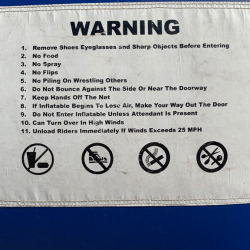 WARNING
1. Remove Shoes Eyeglasses and Sharp Objects Before Entering
2. No Food
3. No Spray
4. No Flips
5. No Piling On Wrestling Others
6. Do Not Bounce Against The Side Or Near The Doorway
7. Keep Hands Off The Net
8. If Inflatable Begins To Lose Air, Make Your Way Out The Door
9. Do Not Enter Inflatable Unless Attendant Is Present
10. Can Turn Over In High Winds
11. Unload Riders Immediately If Winds Exceeds 25 MPH